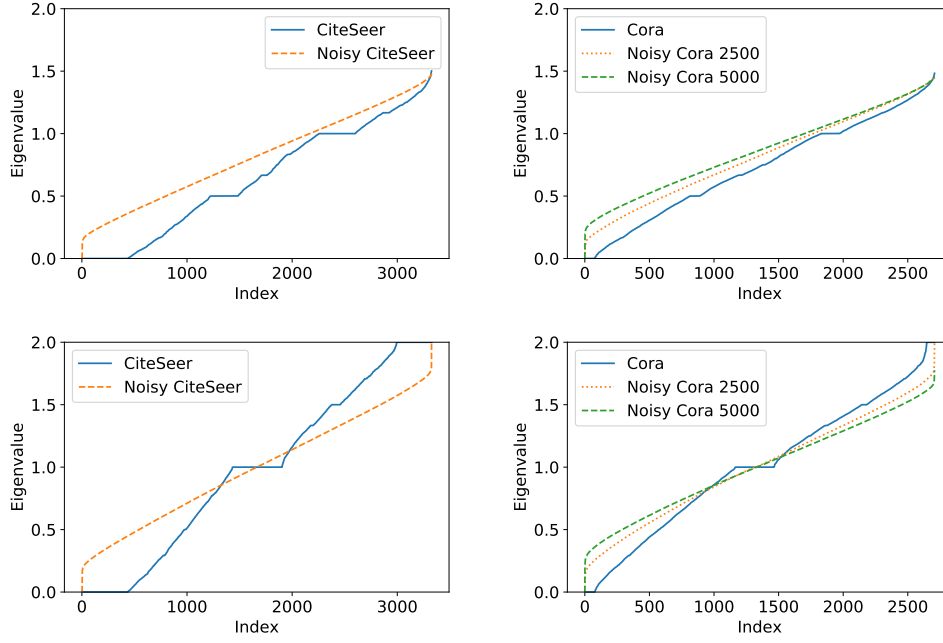 2.0
1.5
1.0
0.5
0.0
Eigenvalue
CiteSeer
Noisy CiteSeer
0 1000 2000 3000
Index
2.0
1.5
1.0
0.5
0.0
Eigenvalue
Cora
Noisy Cora 2500
Noisy Cora 5000
0 500 1000 1500 2000 2500
Index
2.0
1.5
1.0
0.5
0.0
Eigenvalue
CiteSeer
Noisy CiteSeer
0 1000 2000 3000
Index
2.0
1.5
1.0
0.5
0.0
Eigenvalue
Cora
Noisy Cora 2500
Noisy Cora 5000
0 500 1000 1500 2000 2500
Index